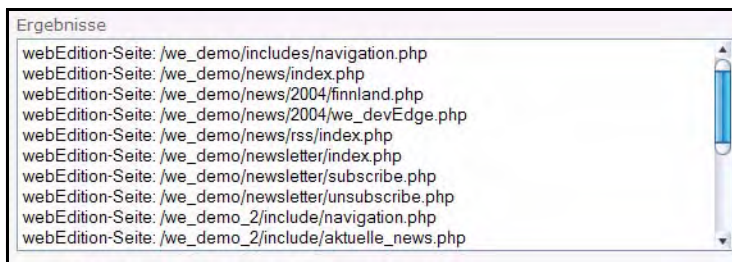 Ergebnisse
webEdition-Seite: /we_demo/includes/navigation.php
webEdition-Seite: /we_demo/news/index.php
webEdition-Seite: /we_demo/news/2004/finnland.php
webEdition-Seite: /we_demo/news/2004/we_devEdge.php
webEdition-Seite: /we_demo/news/rss/index.php
webEdition-Seite: /we_demo/newsletter/index.php
webEdition-Seite: /we_demo/newsletter/subscribe.php
webEdition-Seite: /we_demo/newsletter/unsubscribe.php
webEdition-Seite: /we_demo_2/include/navigation.php
webEdition-Seite: /we_demo_2/include/aktuelle_news.php